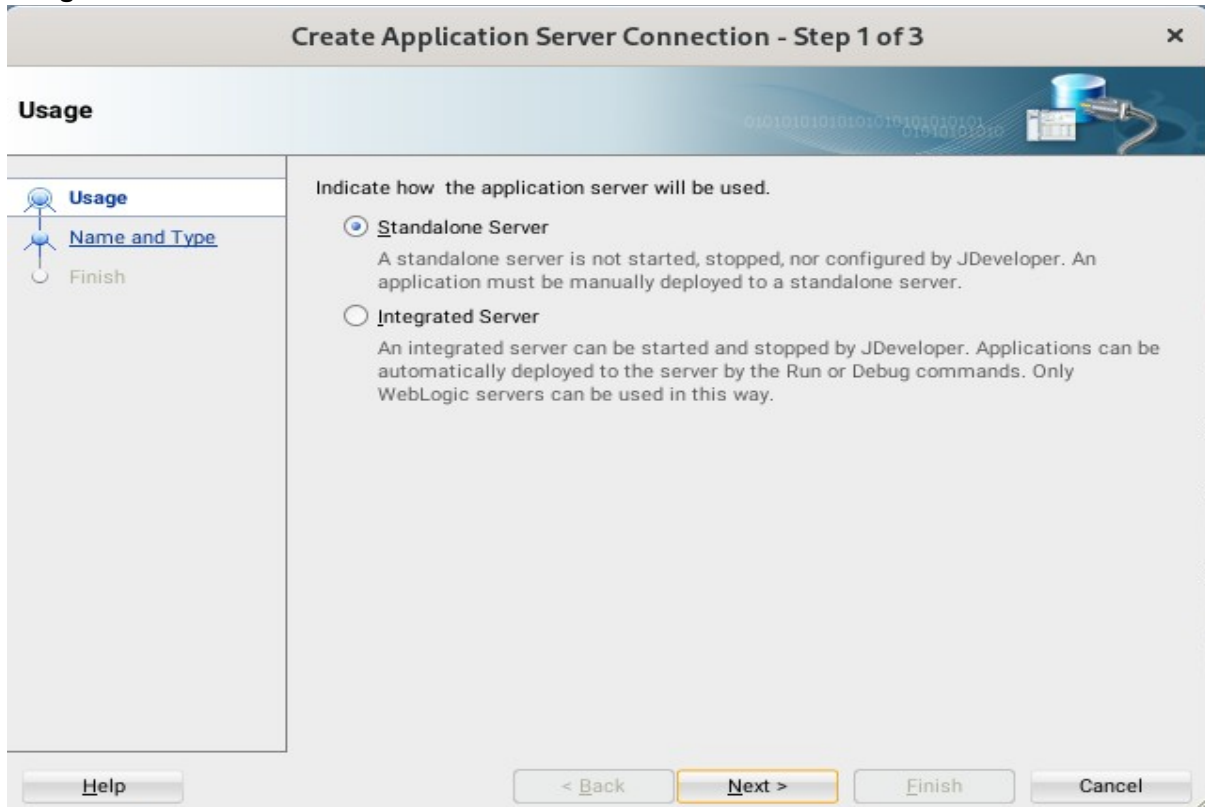 Create Application Server Connection - Step 1 of 3
Usage
Usage
Name and Type
Finish
Indicate how the application server will be used.
Standalone Server
A standalone server is not started, stopped, nor configured by JDeveloper. An
application must be manually deployed to a standalone server.
Integrated Server
An integrated server can be started and stopped by JDeveloper. Applications can be
automatically deployed to the server by the Run or Debug commands. Only
WebLogic servers can be used in this way.
Help
< Back
Next >
Finish
Cancel